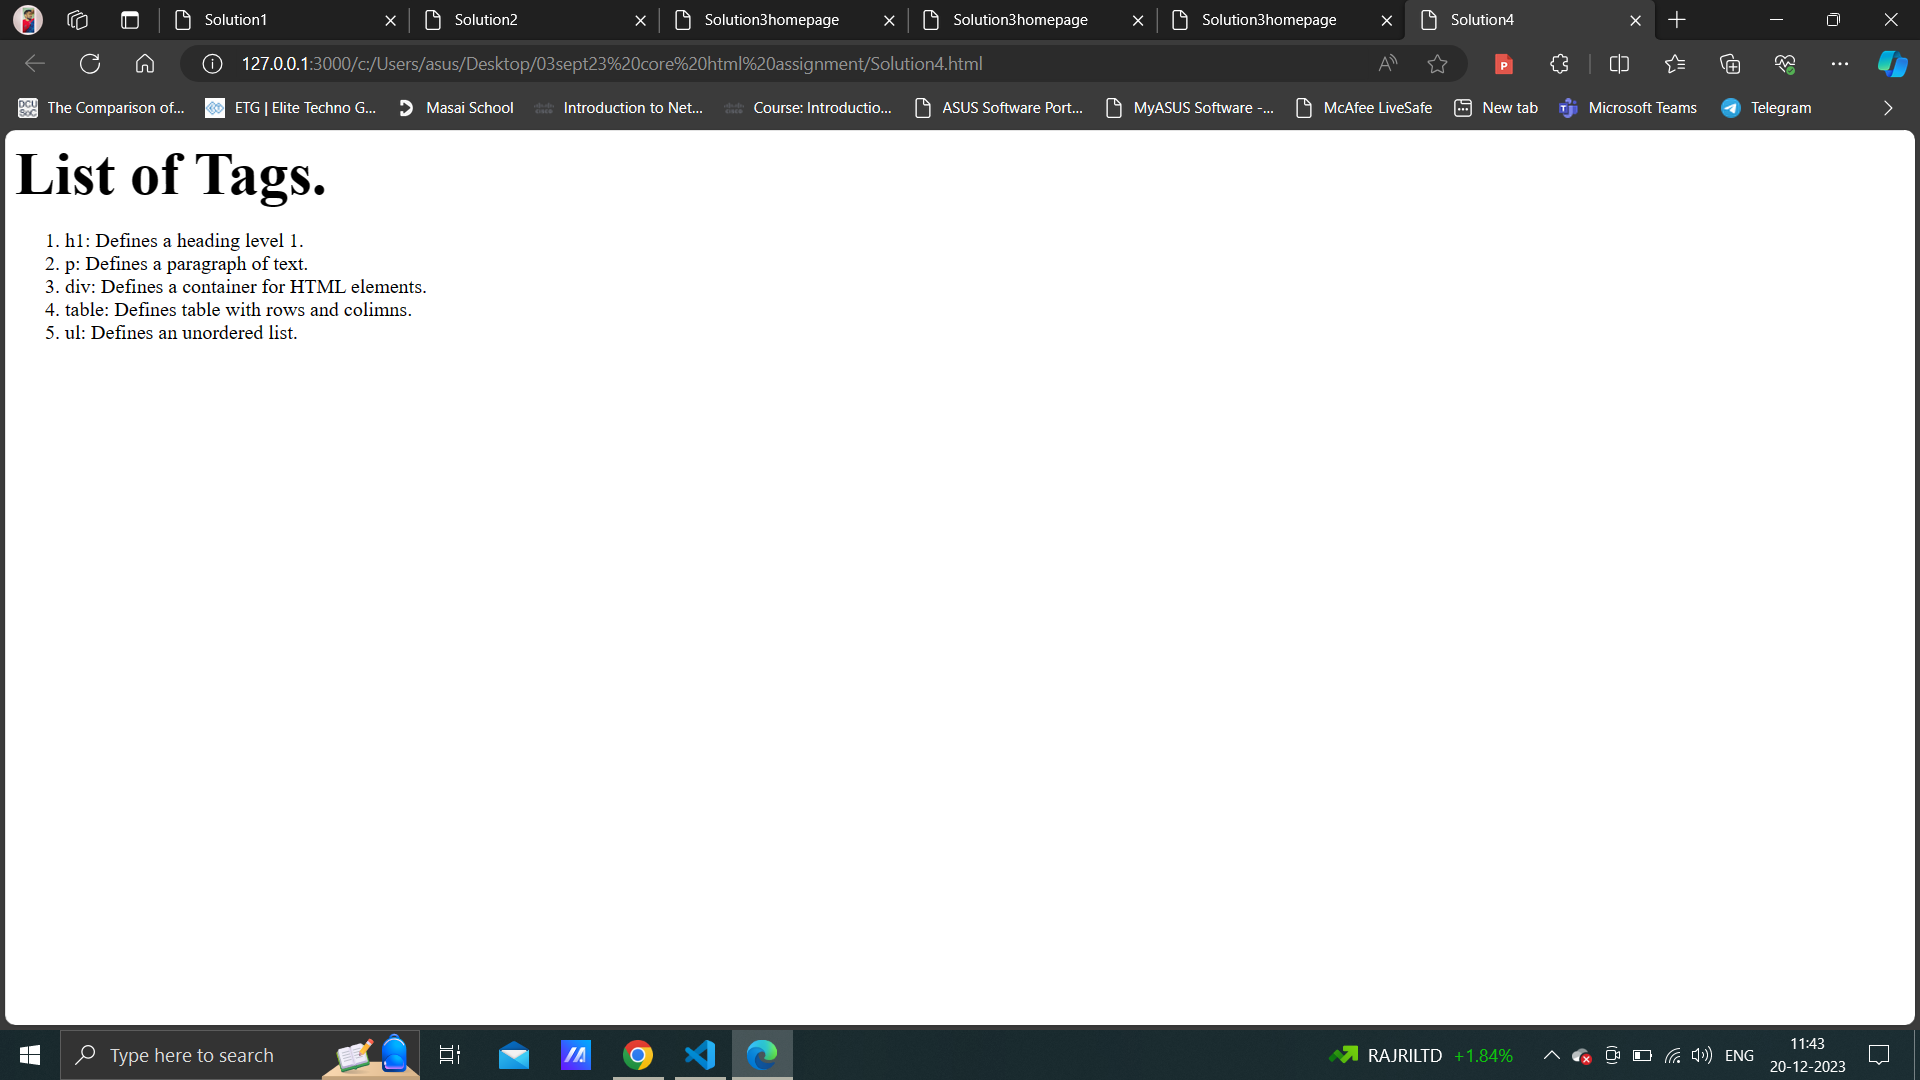 Solution1
Solution2
Solution3homepage
Solution3homepage
Solution3homepage
Solution4
127.0.0.1:3000/c:/Users/asus/Desktop/03sept23%20core%20html%20assignment/Solution4.html
The Comparison of...
ETG | Elite Techno G...
Masai School
Introduction to Net...
Course: Introductio...
ASUS Software Port...
MyASUS Software -...
McAfee LiveSafe
New tab
Microsoft Teams
Telegram
List of Tags.
1. h1: Defines a heading level 1.
2. p: Defines a paragraph of text.
3. div: Defines a container for HTML elements.
4. table: Defines table with rows and colimns.
5. ul: Defines an unordered list.
Type here to search
RAJRILTD +1.84%
ENG
11:43
20-12-2023